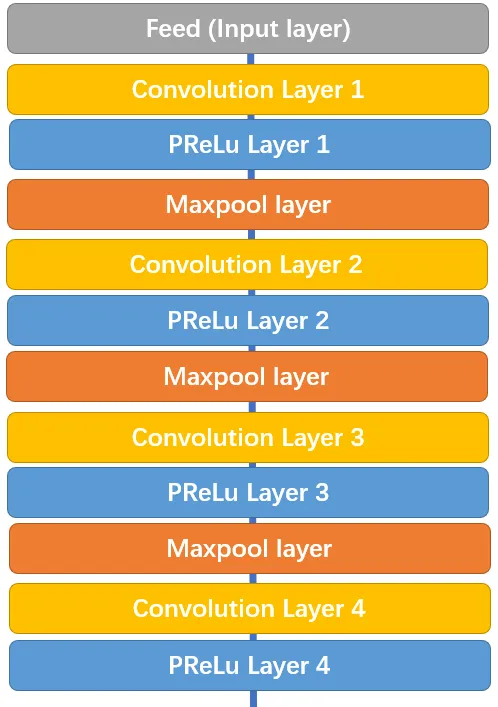 Feed (Input layer)
Convolution Layer 1
PReLu Layer 1
Maxpool layer
Convolution Layer 2
PReLu Layer 2
Maxpool layer
Convolution Layer 3
PReLu Layer 3
Maxpool layer
Convolution Layer 4
PReLu Layer 4